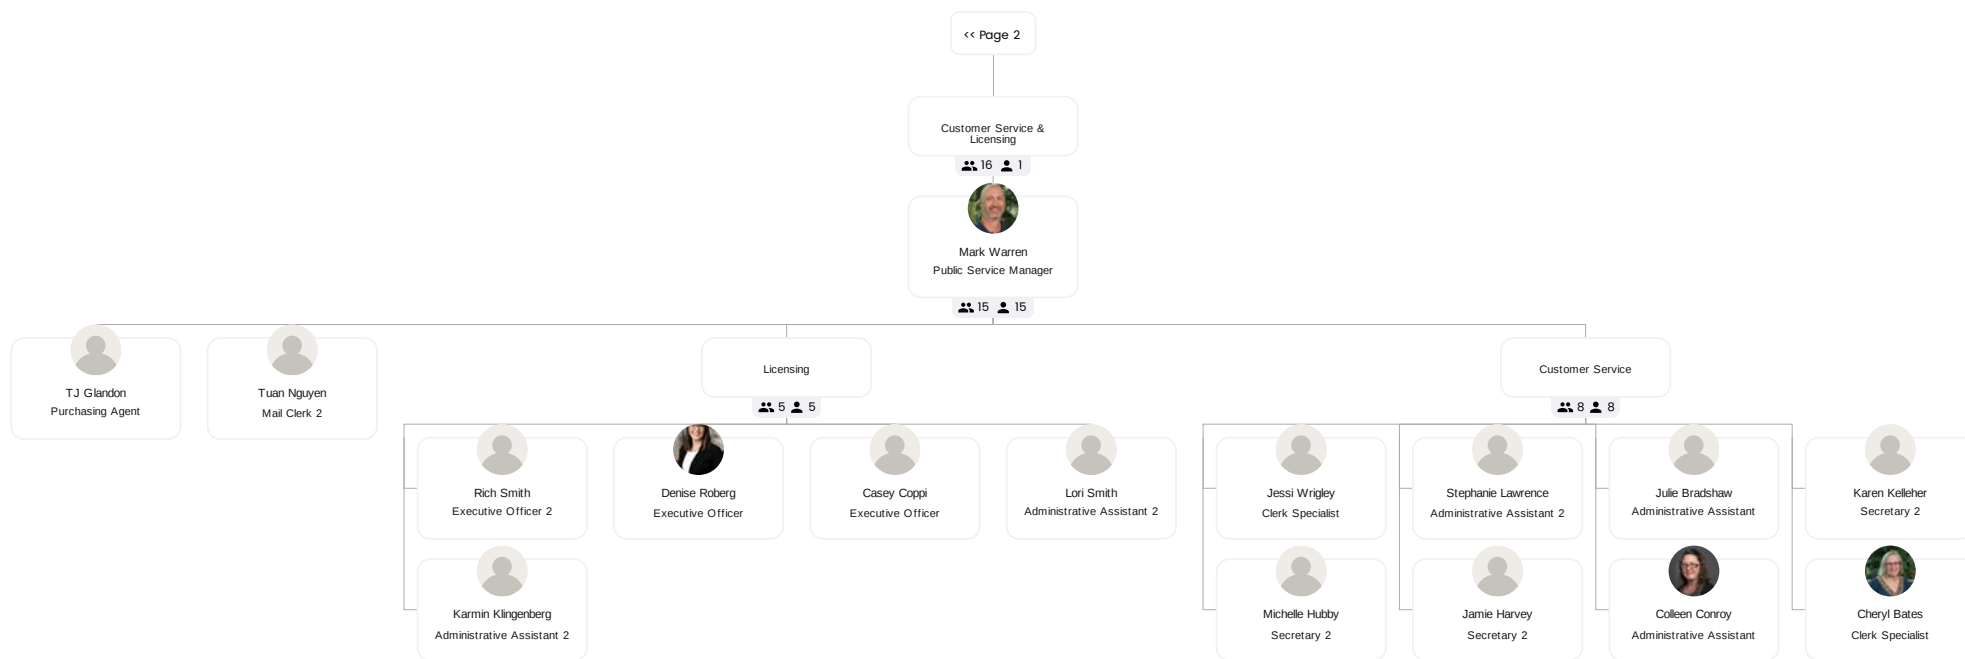 << Page 2
Customer Service &
Licensing
16 1
Mark Warren
Public Service Manager
15 15
TJ Glandon
Purchasing Agent
Tuan Nguyen
Mail Clerk 2
Licensing
5 5
Customer Service
8 8
Rich Smith
Executive Officer 2
Denise Roberg
Executive Officer
Casey Coppi
Executive Officer
Lori Smith
Administrative Assistant 2
Jessi Wrigley
Clerk Specialist
Stephanie Lawrence
Administrative Assistant 2
Julie Bradshaw
Administrative Assistant
Karen Kelleher
Secretary 2
Karmin Klingenberg
Administrative Assistant 2
Michelle Hubby
Secretary 2
Jamie Harvey
Secretary 2
Colleen Conroy
Administrative Assistant
Cheryl Bates
Clerk Specialist